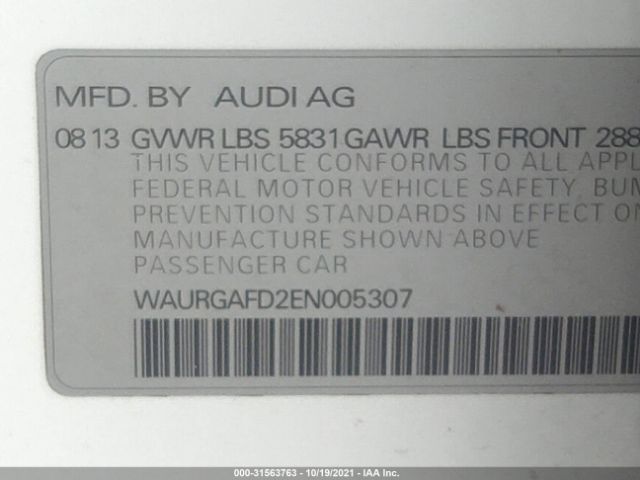 MFD. BY AUDI AG
08 13 GVWR LBS 5831 GAWR LBS FRONT 288
THIS VEHICLE CONFORMS TO ALL APPL
FEDERAL MOTOR VEHICLE SAFETY, BUM
PREVENTION STANDARDS IN EFFECT ON
MANUFACTURE SHOWN ABOVE
PASSENGER CAR
WAURGAFD2EN005307
000-31563763 - 10/19/2021 - IAA Inc.